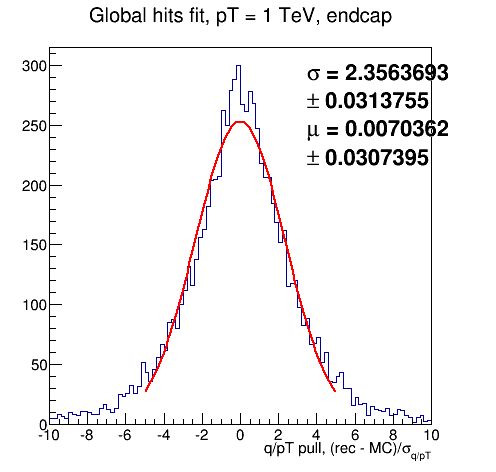 Global hits fit, pT = 1 TeV, endcap
σ = 2.3563693
± 0.0313755
μ = 0.0070362
± 0.0307395
300
250
200
150
100
50
0
-10 -8 -6 -4 -2 0 2 4 6 8 10
q/pT pull, (rec - MC)/σq/pT